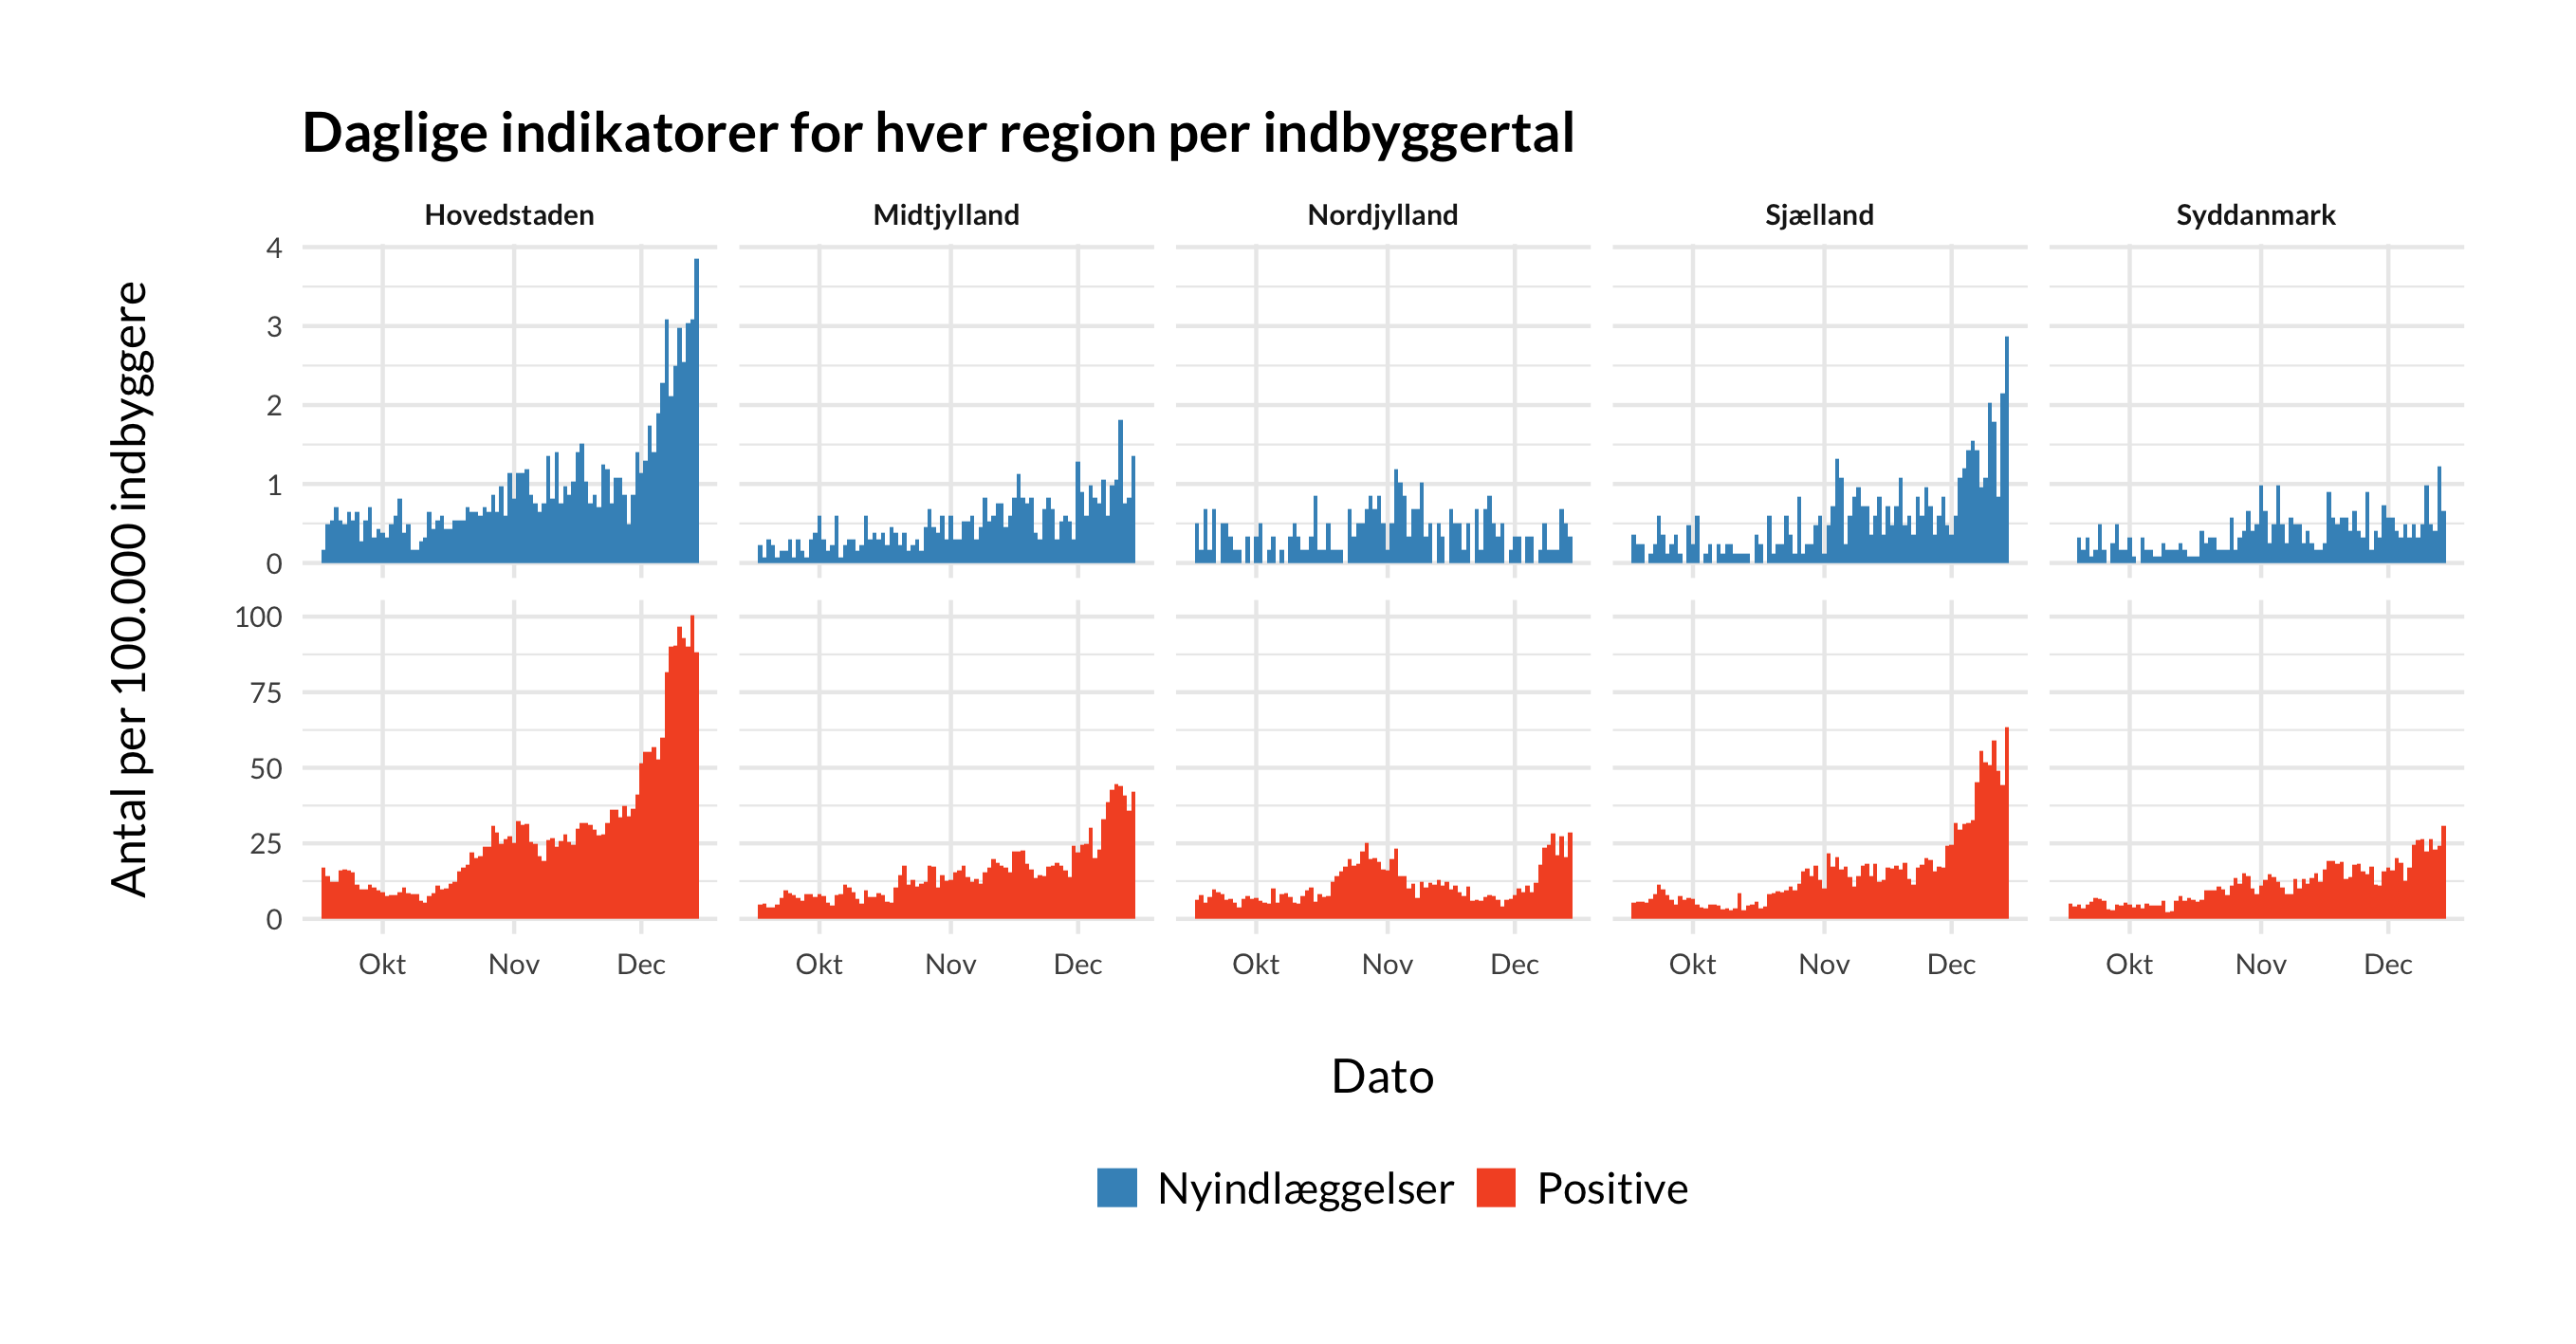 Daglige indikatorer for hver region per indbyggertal
Hovedstaden Midtjylland Nordjylland Sjælland Syddanmark
Antal per 100.000 indbyggere
4
3
2
1
0
100
75
50
25
0
Okt Nov Dec Okt Nov Dec Okt Nov Dec Okt Nov Dec Okt Nov Dec
Dato
Nyindlæggelser Positive